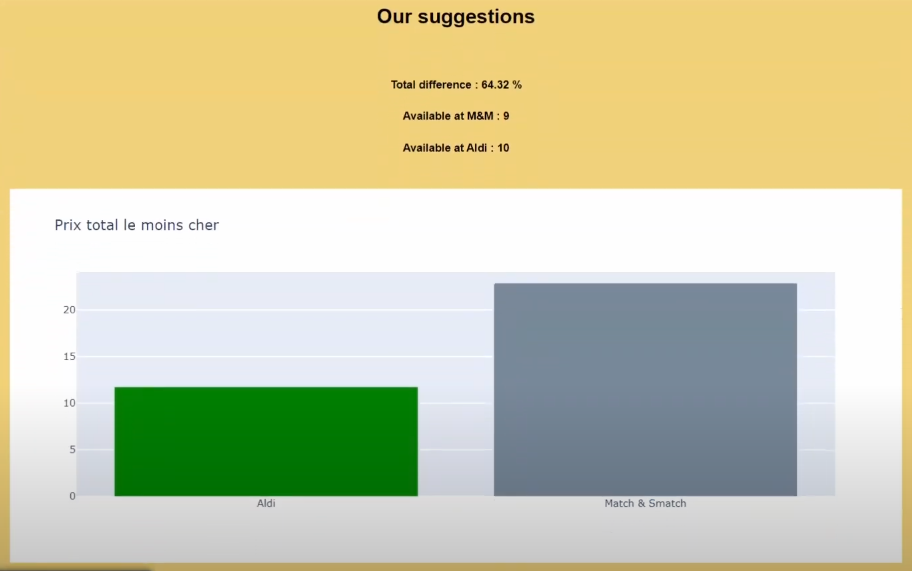 Our suggestions
Total difference : 64.32 %
Available at M&M : 9
Available at Aldi : 10
Prix total le moins cher
20
15
10
5
0
Aldi
Match & Smatch